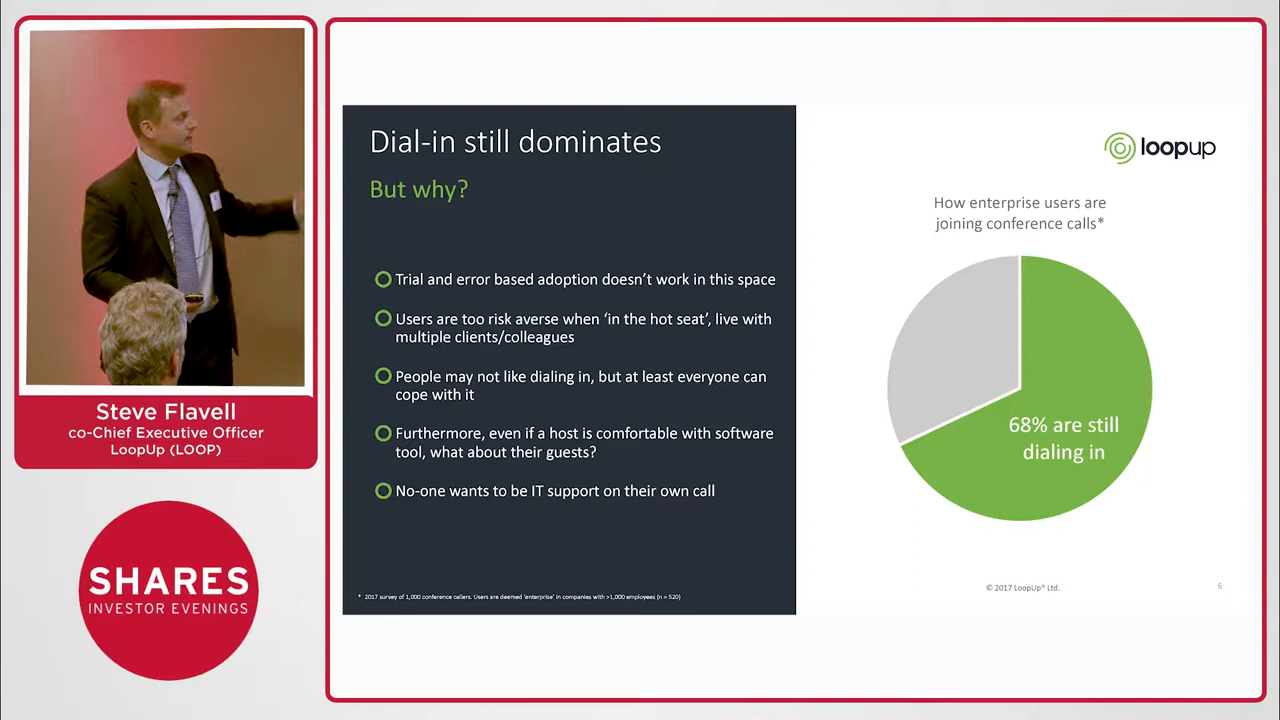 Steve Flavell
co-Chief Executive Officer
LoopUp (LOOP)
SHARES
INVESTOR EVENINGS
Dial-in still dominates
But why?
Trial and error based adoption doesn't work in this space
Users are too risk averse when ‘in the hot seat’, live with
multiple clients/colleagues
People may not like dialing in, but at least everyone can
cope with it
Furthermore, even if a host is comfortable with software
tool, what about their guests?
No-one wants to be IT support on their own call
* 2017 survey of 1,000 conference callers. Users are deemed ‘enterprise’ in companies with >1,000 employees (n = 520)
loopup
How enterprise users are
joining conference calls*
68% are still
dialing in
© 2017 LoopUp® Ltd.
6